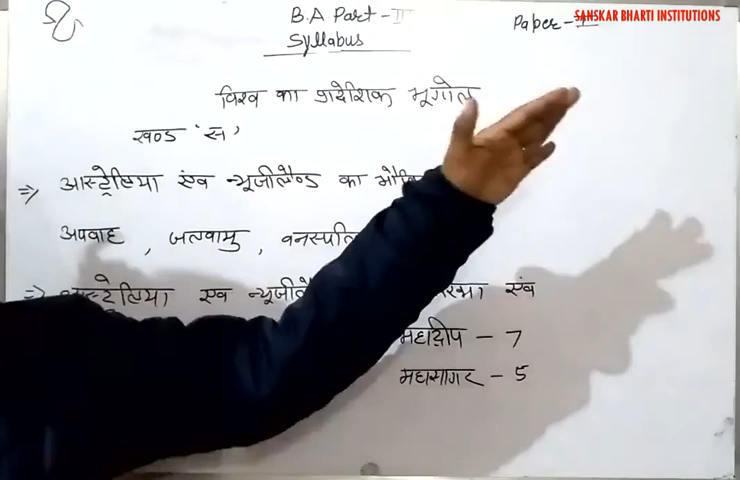 B.A Part - II
Paper - I
SANSKAR BHARTI INSTITUTIONS
Syllabus
विश्व का प्रादेशिक भूगोल
खण्ड 'स'
⇒ आस्ट्रेलिया एंव न्यूजीलैण्ड का
अपवाह , जलवायु , वनस्पति
⇒ आस्ट्रेलिया एव एंव
महाद्वीप - 7
महासागर - 5